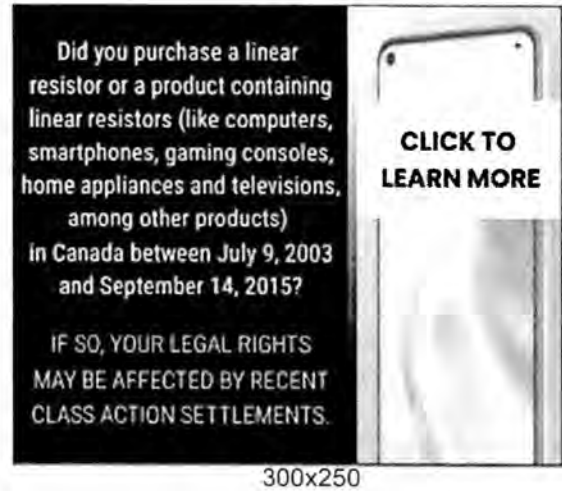 Did you purchase a linear
resistor or a product containing
linear resistors (like computers,
smartphones, gaming consoles,
home appliances and televisions,
among other products)
in Canada between July 9, 2003
and September 14, 2015?
IF SO, YOUR LEGAL RIGHTS
MAY BE AFFECTED BY RECENT
CLASS ACTION SETTLEMENTS.
CLICK TO
LEARN MORE
300x250